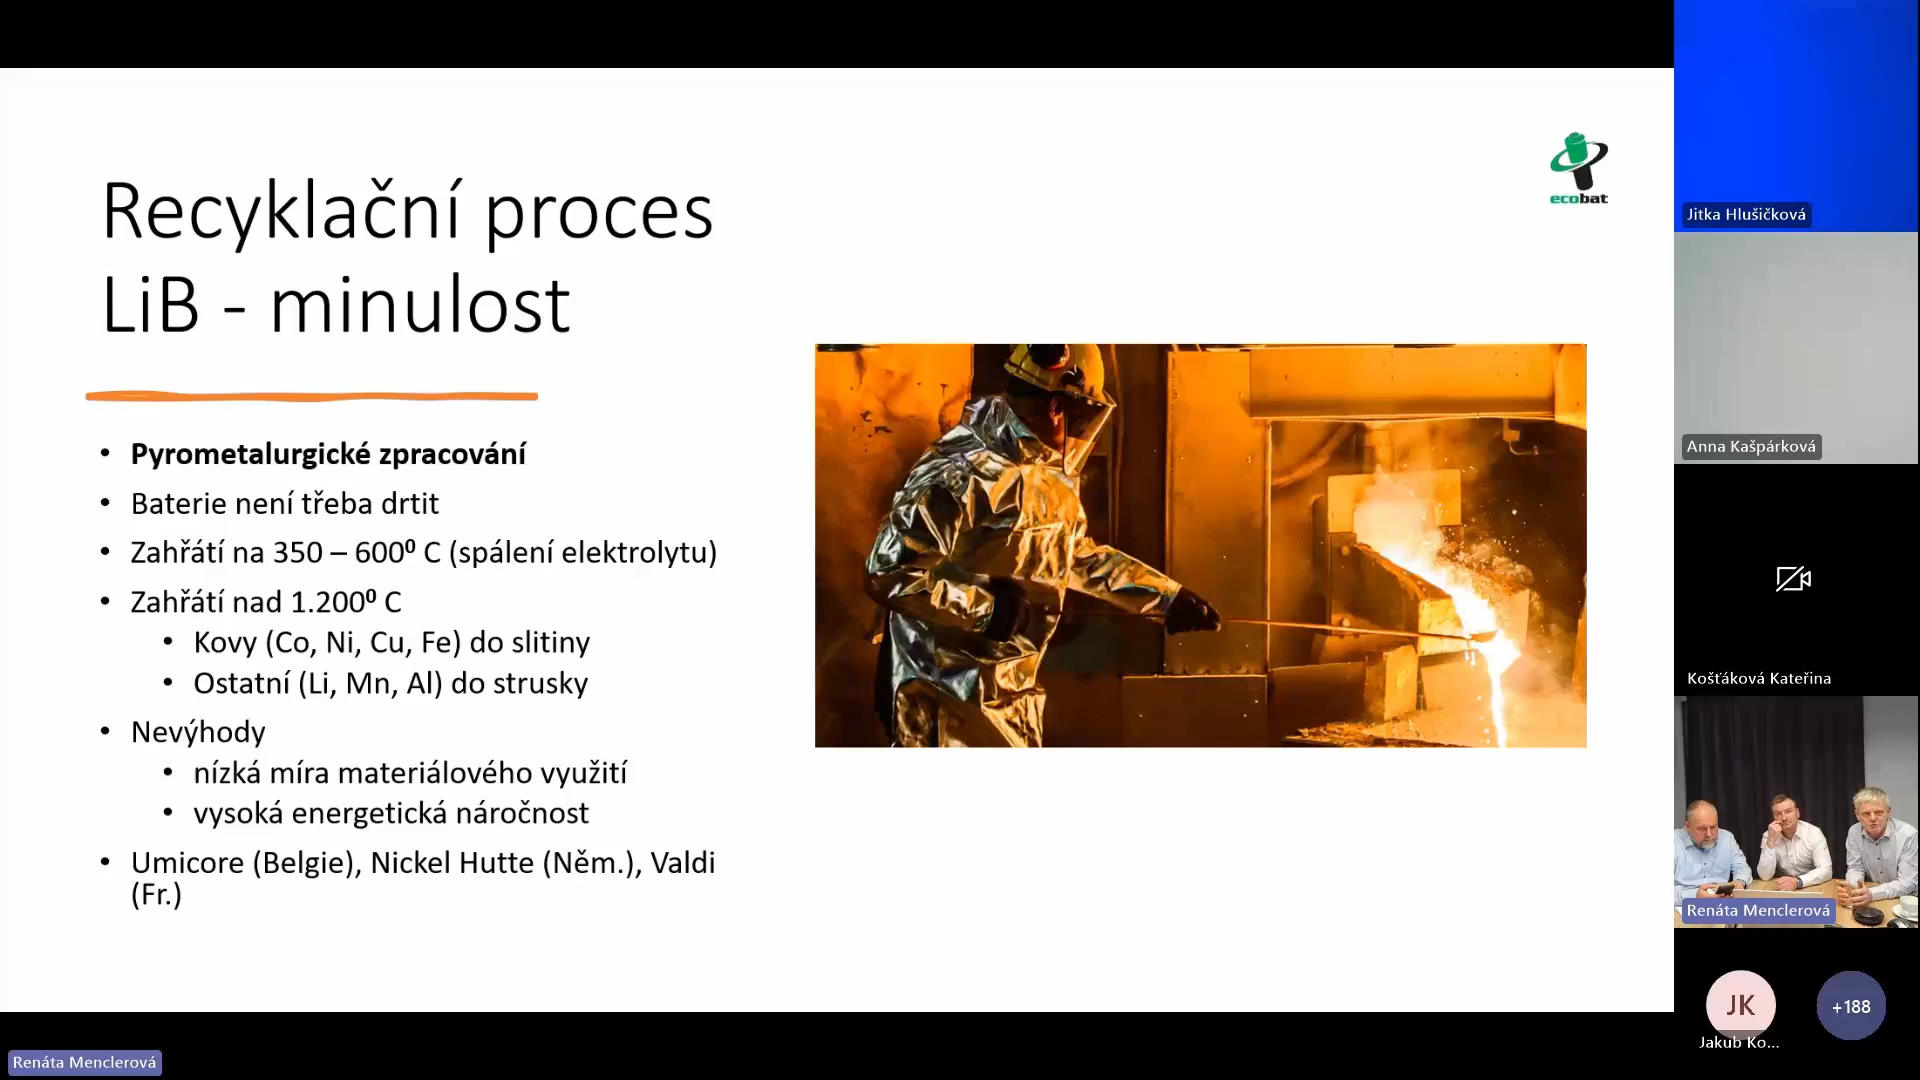 Recyklační proces
LiB - minulost
• Pyrometalurgické zpracování
• Baterie není třeba drtit
• Zahřátí na 350 – 600⁰ C (spálení elektrolytu)
• Zahřátí nad 1.200⁰ C
• Kovy (Co, Ni, Cu, Fe) do slitiny
• Ostatní (Li, Mn, Al) do strusky
• Nevýhody
• nízká míra materiálového využití
• vysoká energetická náročnost
• Umicore (Belgie), Nickel Hutte (Něm.), Valdi
(Fr.)
ecobat
Jitka Hlušičková
Anna Kašpárková
Košťáková Kateřina
Renáta Menclerová
JK
Jakub Ko...
+188
Renáta Menclerová